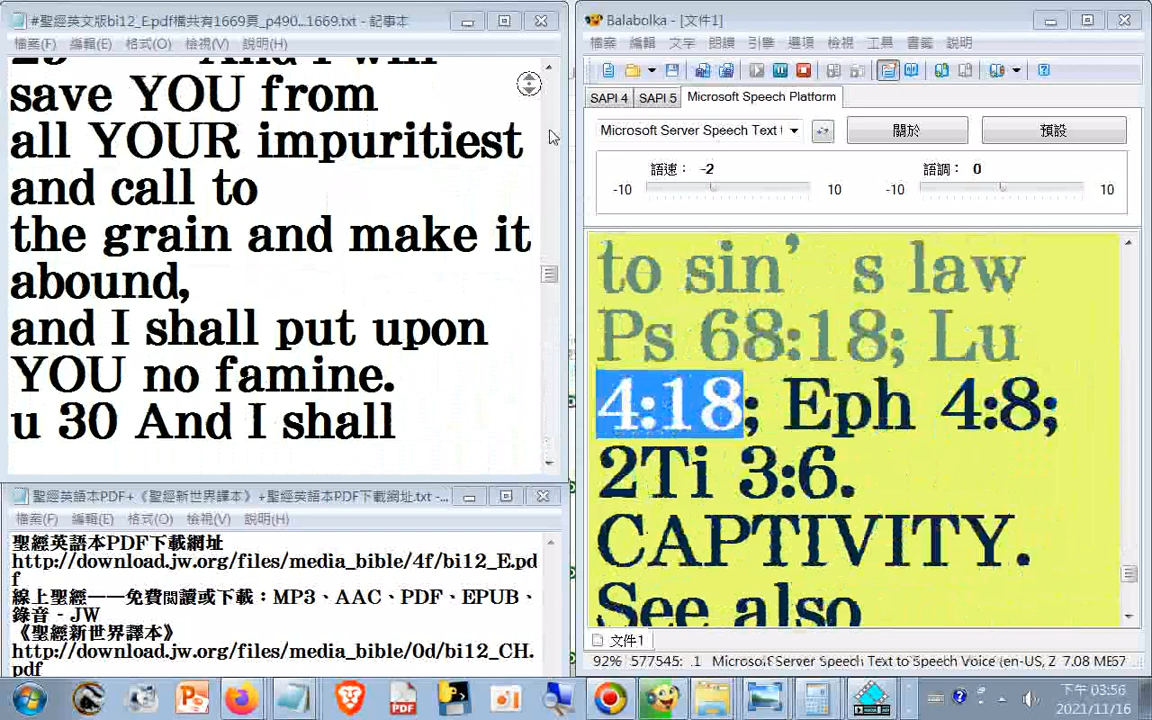 #聖經英文版bi12_Epdf檔共有1669頁_p490...1669.txt - 記事本
檔案(F) 編輯(E) 格式(O) 檢視(V) 說明(H)
29 And I will
save YOU from
all YOUR impuritiest
and call to
the grain and make it
abound,
and I shall put upon
YOU no famine.
u 30 And I shall
聖經英語本PDF+《聖經新世界譯本》+聖經英語本PDF下載網址.txt -...
檔案(F) 編輯(E) 格式(O) 檢視(V) 說明(H)
聖經英語本PDF下載網址
http://download.jw.org/files/media_bible/4f/bi12_E.pd
f
線上聖經——免費閱讀或下載：MP3、AAC、PDF、EPUB、
錄音 - JW
《聖經新世界譯本》
http://download.jw.org/files/media_bible/0d/bi12_CH.
pdf
Balabolka - [文件1]
檔案 編輯 文字 朗讀 引擎 選項 檢視 工具 書籤 說明
SAPI 4 SAPI 5 Microsoft Speech Platform
Microsoft Server Speech Text 關於 預設
語速： -2 語調： 0
-10 10 -10 10
to sin’s law
Ps 68:18; Lu
4:18; Eph 4:8;
2Ti 3:6.
CAPTIVITY.
See also
文件1
92% 577545: .1 Microsoft Server Speech Text to Speech Voice (en-US, Z 7.08 ME
下午 03:56
2021/11/16